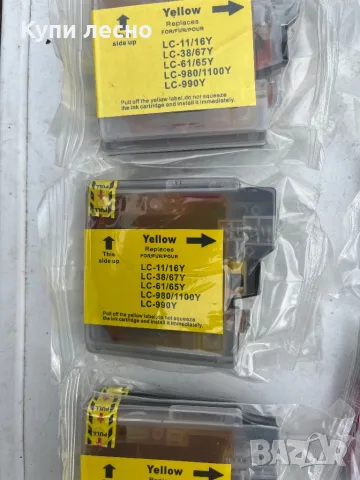 Купи лесно
Yellow
Replaces
FOR/FUR/POUR
This
side up
LC-11/16Y
LC-38/67Y
LC-61/65Y
LC-980/1100Y
LC-990Y
Pull off the yellow label, do not squeeze
the ink cartridge and install it immediately.
Yellow
Replaces
FOR/FUR/POUR
This
side up
LC-11/16Y
LC-38/67Y
LC-61/65Y
LC-980/1100Y
LC-990Y
Pull off the yellow label,do not squeeze
the ink cartridge and install it immediately.
PULL
Yellow
Replaces
BAZAR